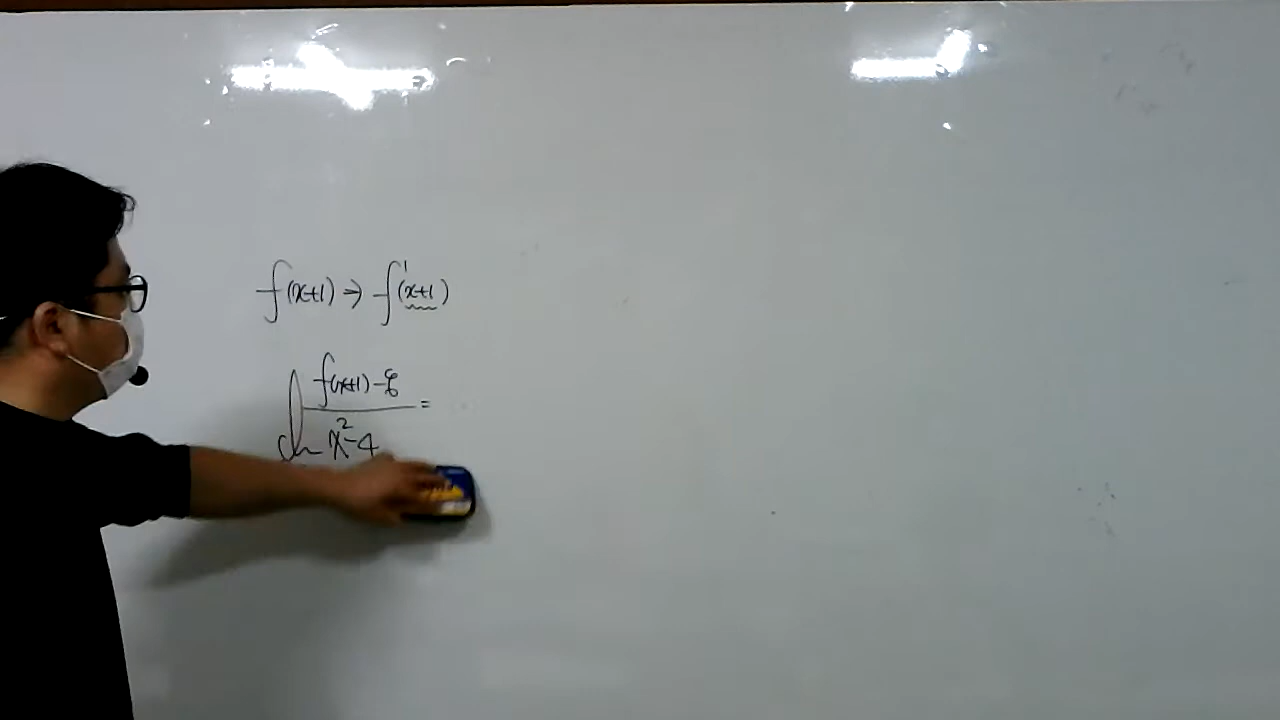 f(x+1) ⇒ f'(x+1)
lim f(x+1)-8 / x²-4 =